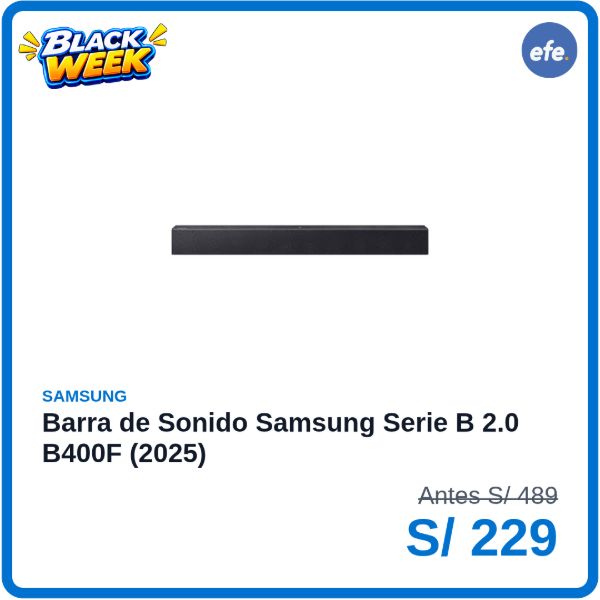 BLACK
WEEK
efe.
SAMSUNG
Barra de Sonido Samsung Serie B 2.0
B400F (2025)
Antes S/ 489
S/ 229